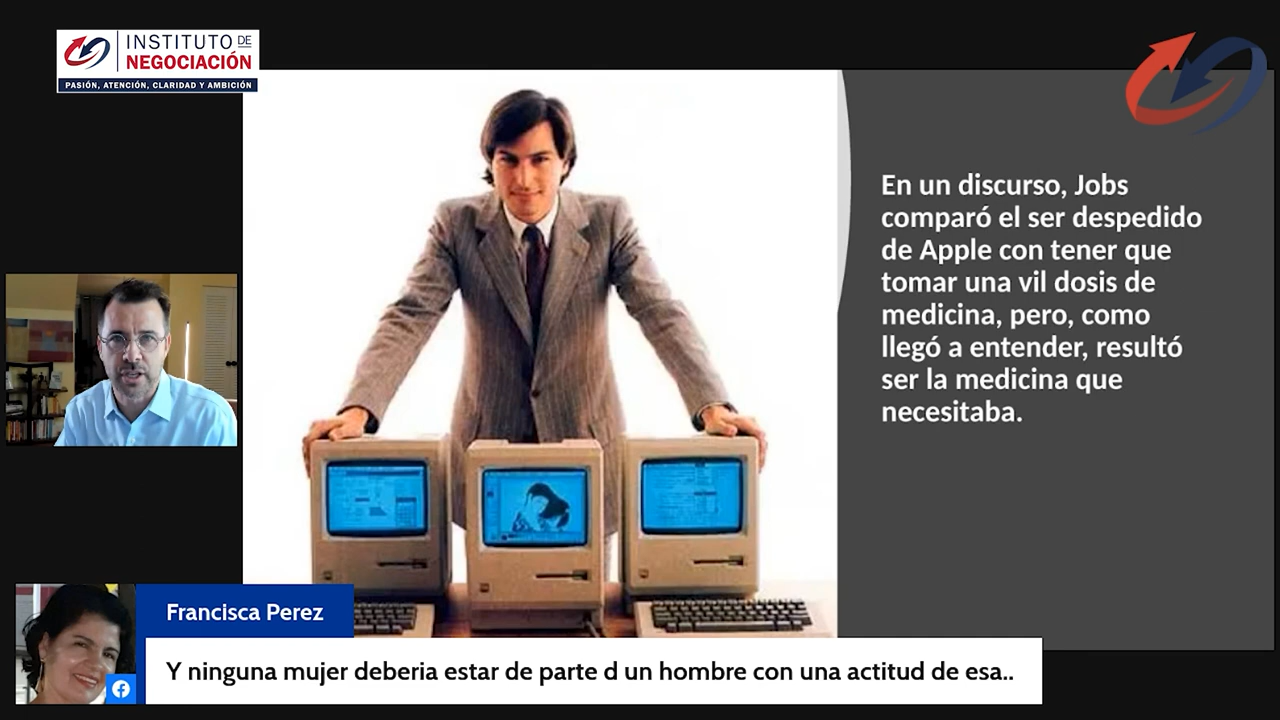 INSTITUTO DE
NEGOCIACIÓN
PASIÓN, ATENCIÓN, CLARIDAD Y AMBICIÓN
En un discurso, Jobs
comparó el ser despedido
de Apple con tener que
tomar una vil dosis de
medicina, pero, como
llegó a entender, resultó
ser la medicina que
necesitaba.
Francisca Perez
Y ninguna mujer deberia estar de parte d un hombre con una actitud de esa..